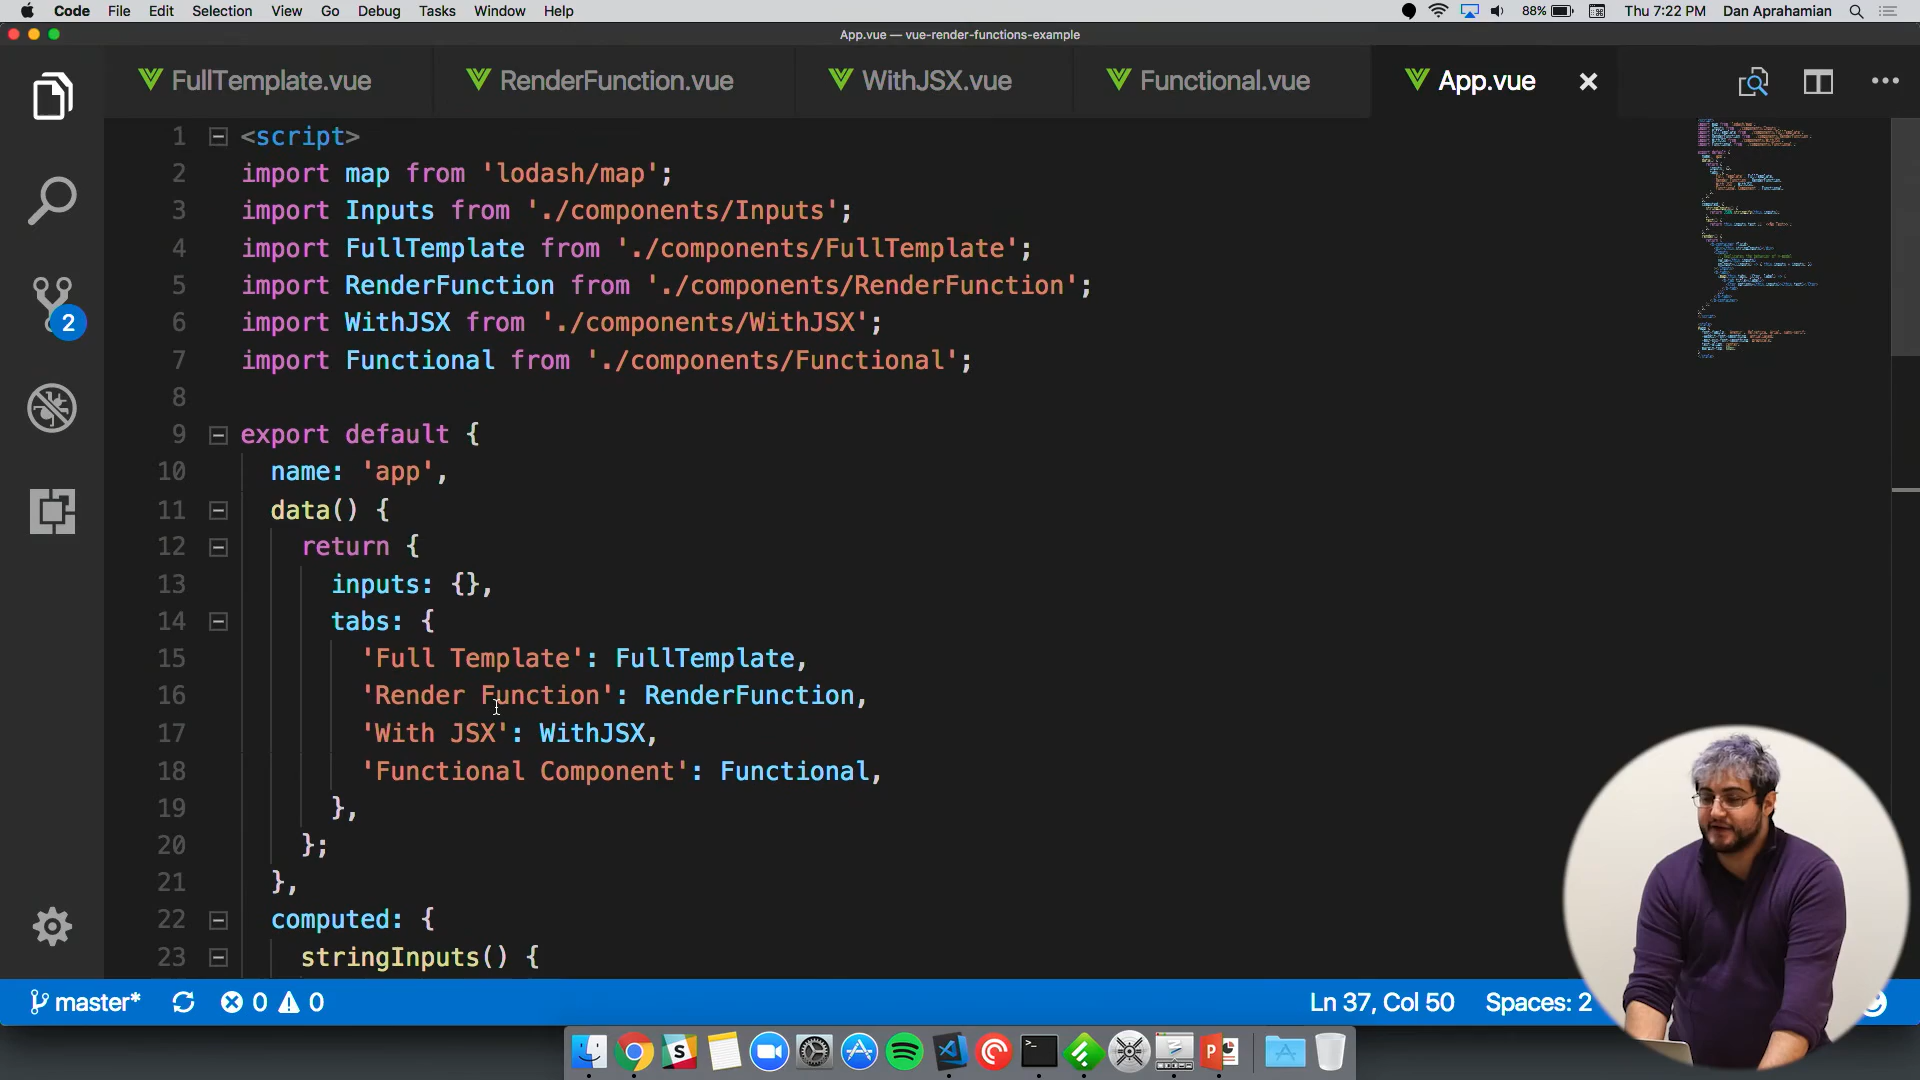 Code File Edit Selection View Go Debug Tasks Window Help 88% Thu 7:22 PM Dan Aprahamian
App.vue — vue-render-functions-example
FullTemplate.vue RenderFunction.vue WithJSX.vue Functional.vue App.vue
1 <script>
2 import map from 'lodash/map';
3 import Inputs from './components/Inputs';
4 import FullTemplate from './components/FullTemplate';
5 import RenderFunction from './components/RenderFunction';
6 import WithJSX from './components/WithJSX';
7 import Functional from './components/Functional';
8
9 export default {
10 name: 'app',
11 data() {
12 return {
13 inputs: {},
14 tabs: {
15 'Full Template': FullTemplate,
16 'Render Function': RenderFunction,
17 'With JSX': WithJSX,
18 'Functional Component': Functional,
19 },
20 };
21 },
22 computed: {
23 stringInputs() {
2
master* 0 0 Ln 37, Col 50 Spaces: 2